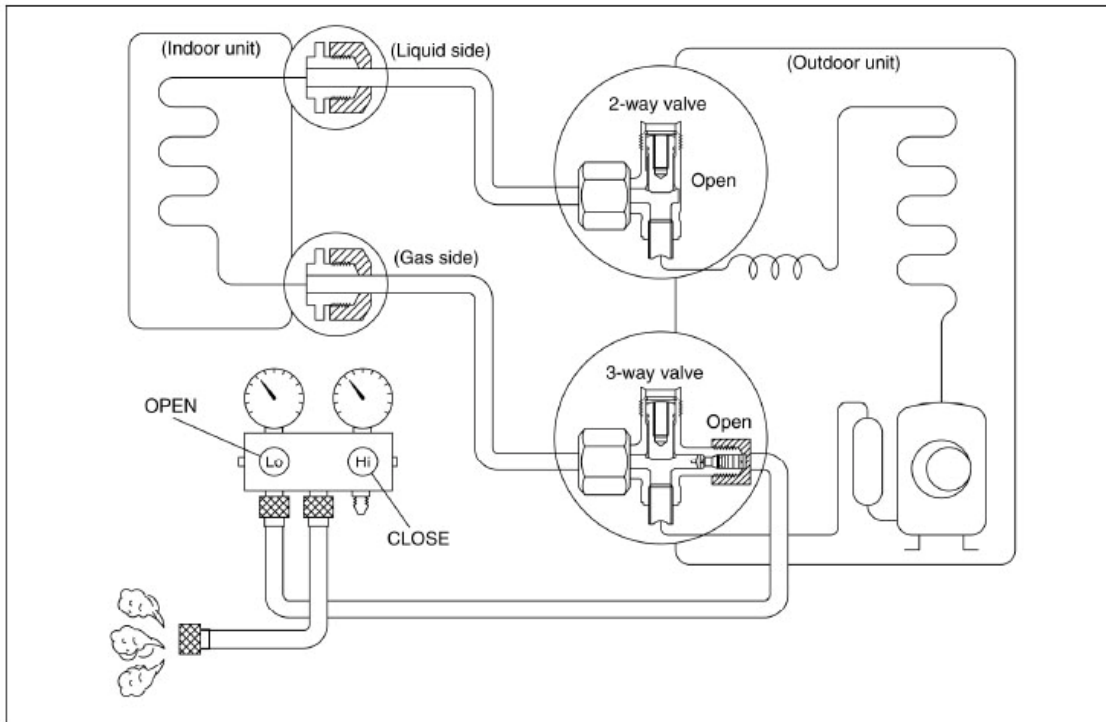 (Indoor unit)
(Liquid side)
(Outdoor unit)
2-way valve
Open
(Gas side)
3-way valve
Open
OPEN
Lo
Hi
CLOSE